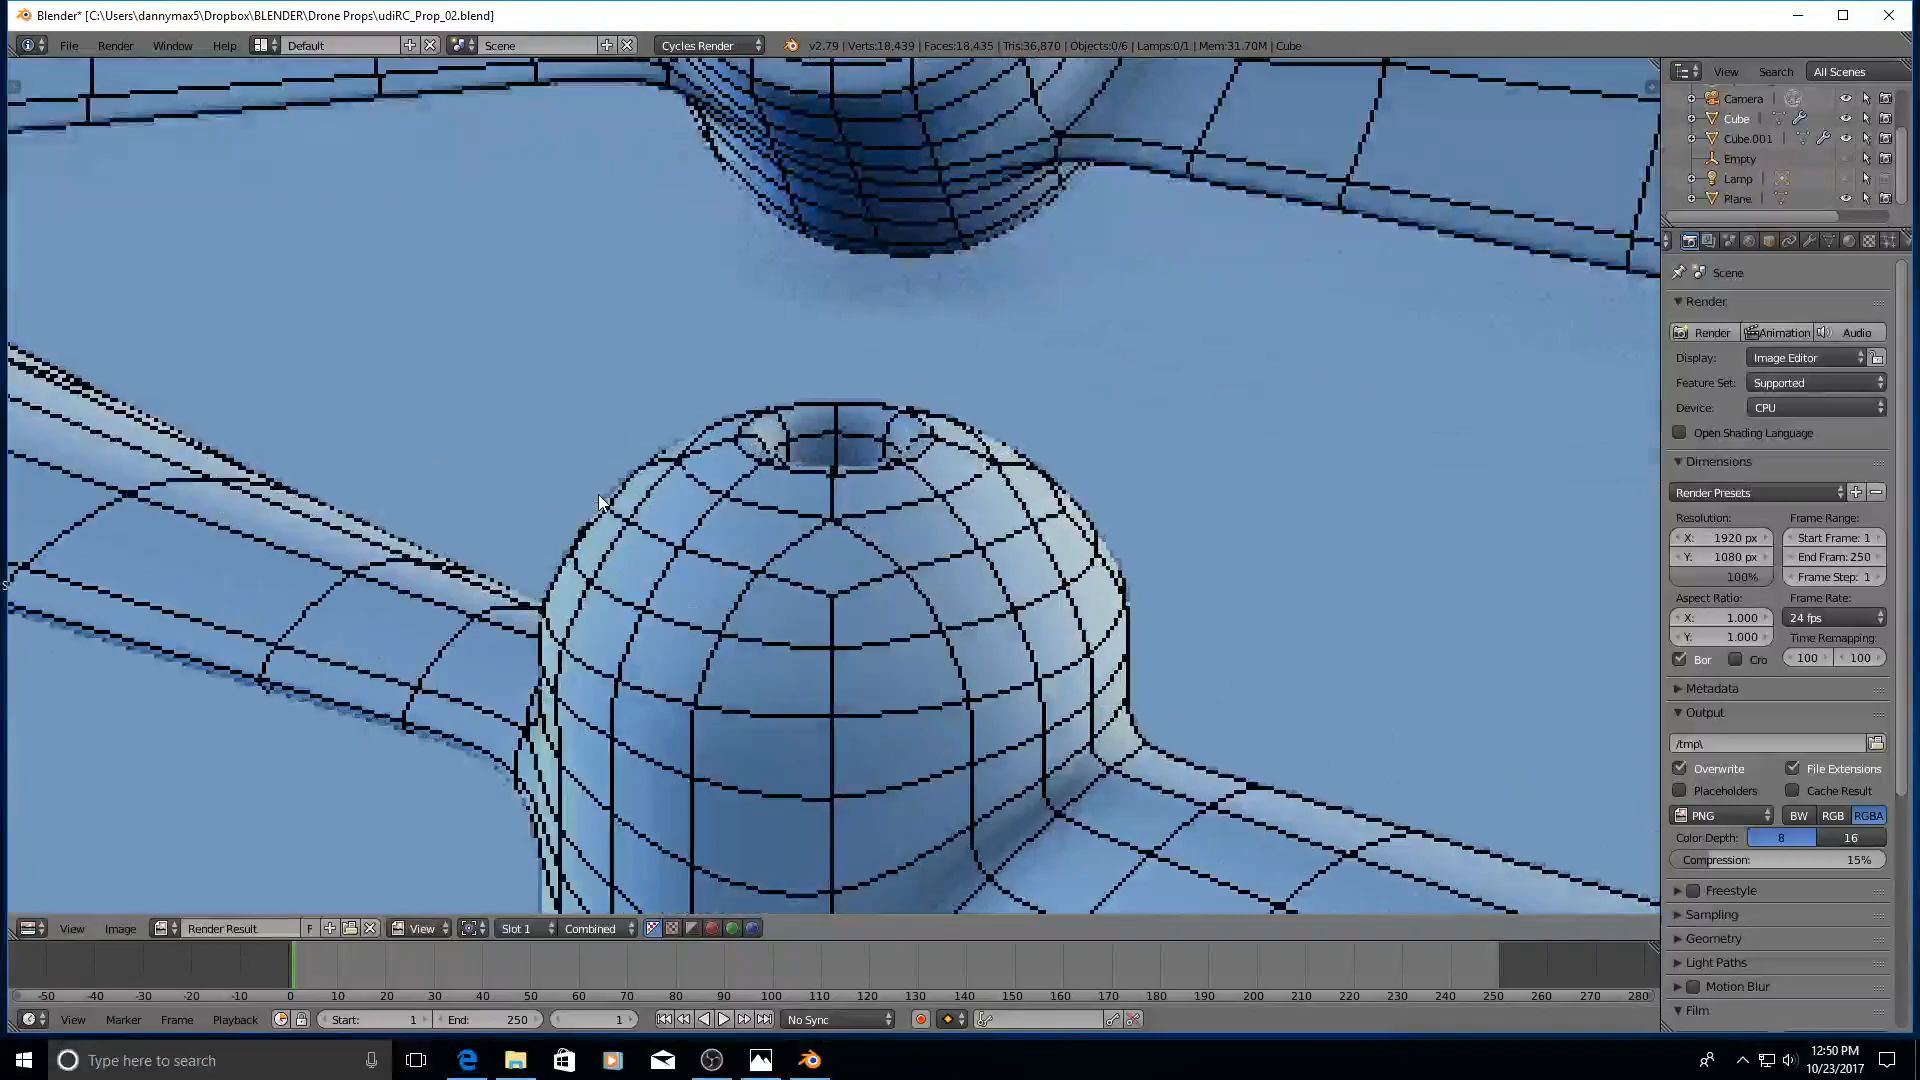 Blender* [C:\Users\dannymax5\Dropbox\BLENDER\Drone Props\udiRC_Prop_02.blend]
File Render Window Help Default Scene Cycles Render v2.79 | Verts:18,439 | Faces:18,435 | Tris:36,870 | Objects:0/6 | Lamps:0/1 | Mem:31.70M | Cube
View Search All Scenes
Camera
Cube
Cube.001
Empty
Lamp
Plane
Scene
Render
Render Animation Audio
Display: Image Editor
Feature Set: Supported
Device: CPU
Open Shading Language
Dimensions
Render Presets
Resolution: Frame Range:
X: 1920 px Start Frame: 1
Y: 1080 px End Fram: 250
100% Frame Step: 1
Aspect Ratio: Frame Rate:
X: 1.000 24 fps
Y: 1.000 Time Remapping:
Bor Cro 100 100
Metadata
Output
/tmp\
Overwrite File Extensions
Placeholders Cache Result
PNG BW RGB RGBA
Color Depth: 8 16
Compression: 15%
Freestyle
Sampling
Geometry
Light Paths
Motion Blur
Film
View Image Render Result F View Slot 1 Combined
-50 -40 -30 -20 -10 0 10 20 30 40 50 60 70 80 90 100 110 120 130 140 150 160 170 180 190 200 210 220 230 240 250 260 270 280
View Marker Frame Playback Start: 1 End: 250 1 No Sync
Type here to search
12:50 PM
10/23/2017